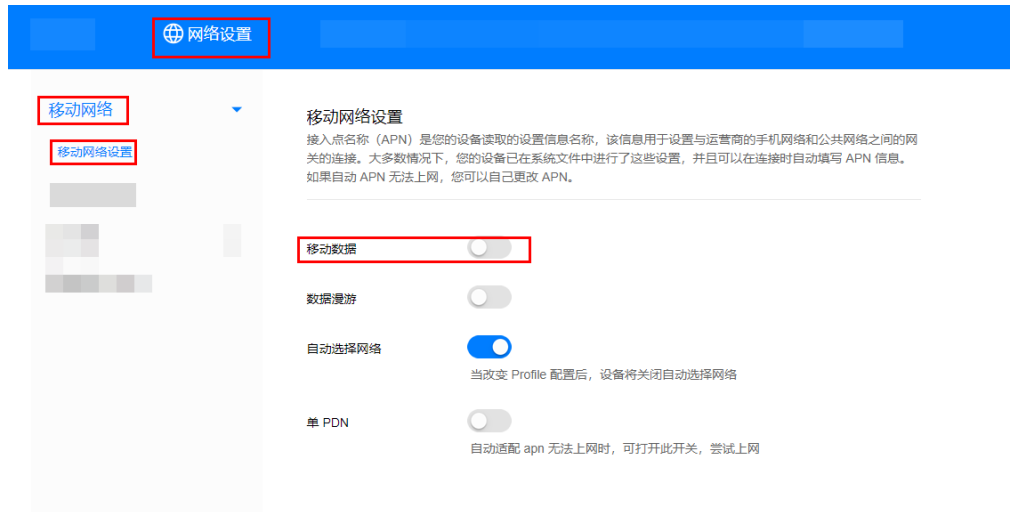 网络设置
移动网络
移动网络设置
移动网络设置
接入点名称（APN）是您的设备读取的设置信息名称，该信息用于设置与运营商的手机网络和公共网络之间的网
关的连接。大多数情况下，您的设备已在系统文件中进行了这些设置，并且可以在连接时自动填写 APN 信息。
如果自动 APN 无法上网，您可以自己更改 APN。
移动数据
数据漫游
自动选择网络
当改变 Profile 配置后，设备将关闭自动选择网络
单 PDN
自动适配 apn 无法上网时，可打开此开关，尝试上网